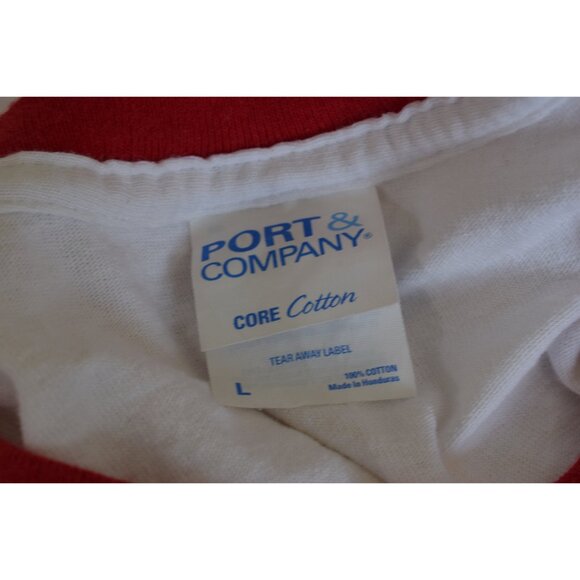 PORT &
COMPANY®
CORE Cotton
TEAR AWAY LABEL
L
100% COTTON
Made in Honduras